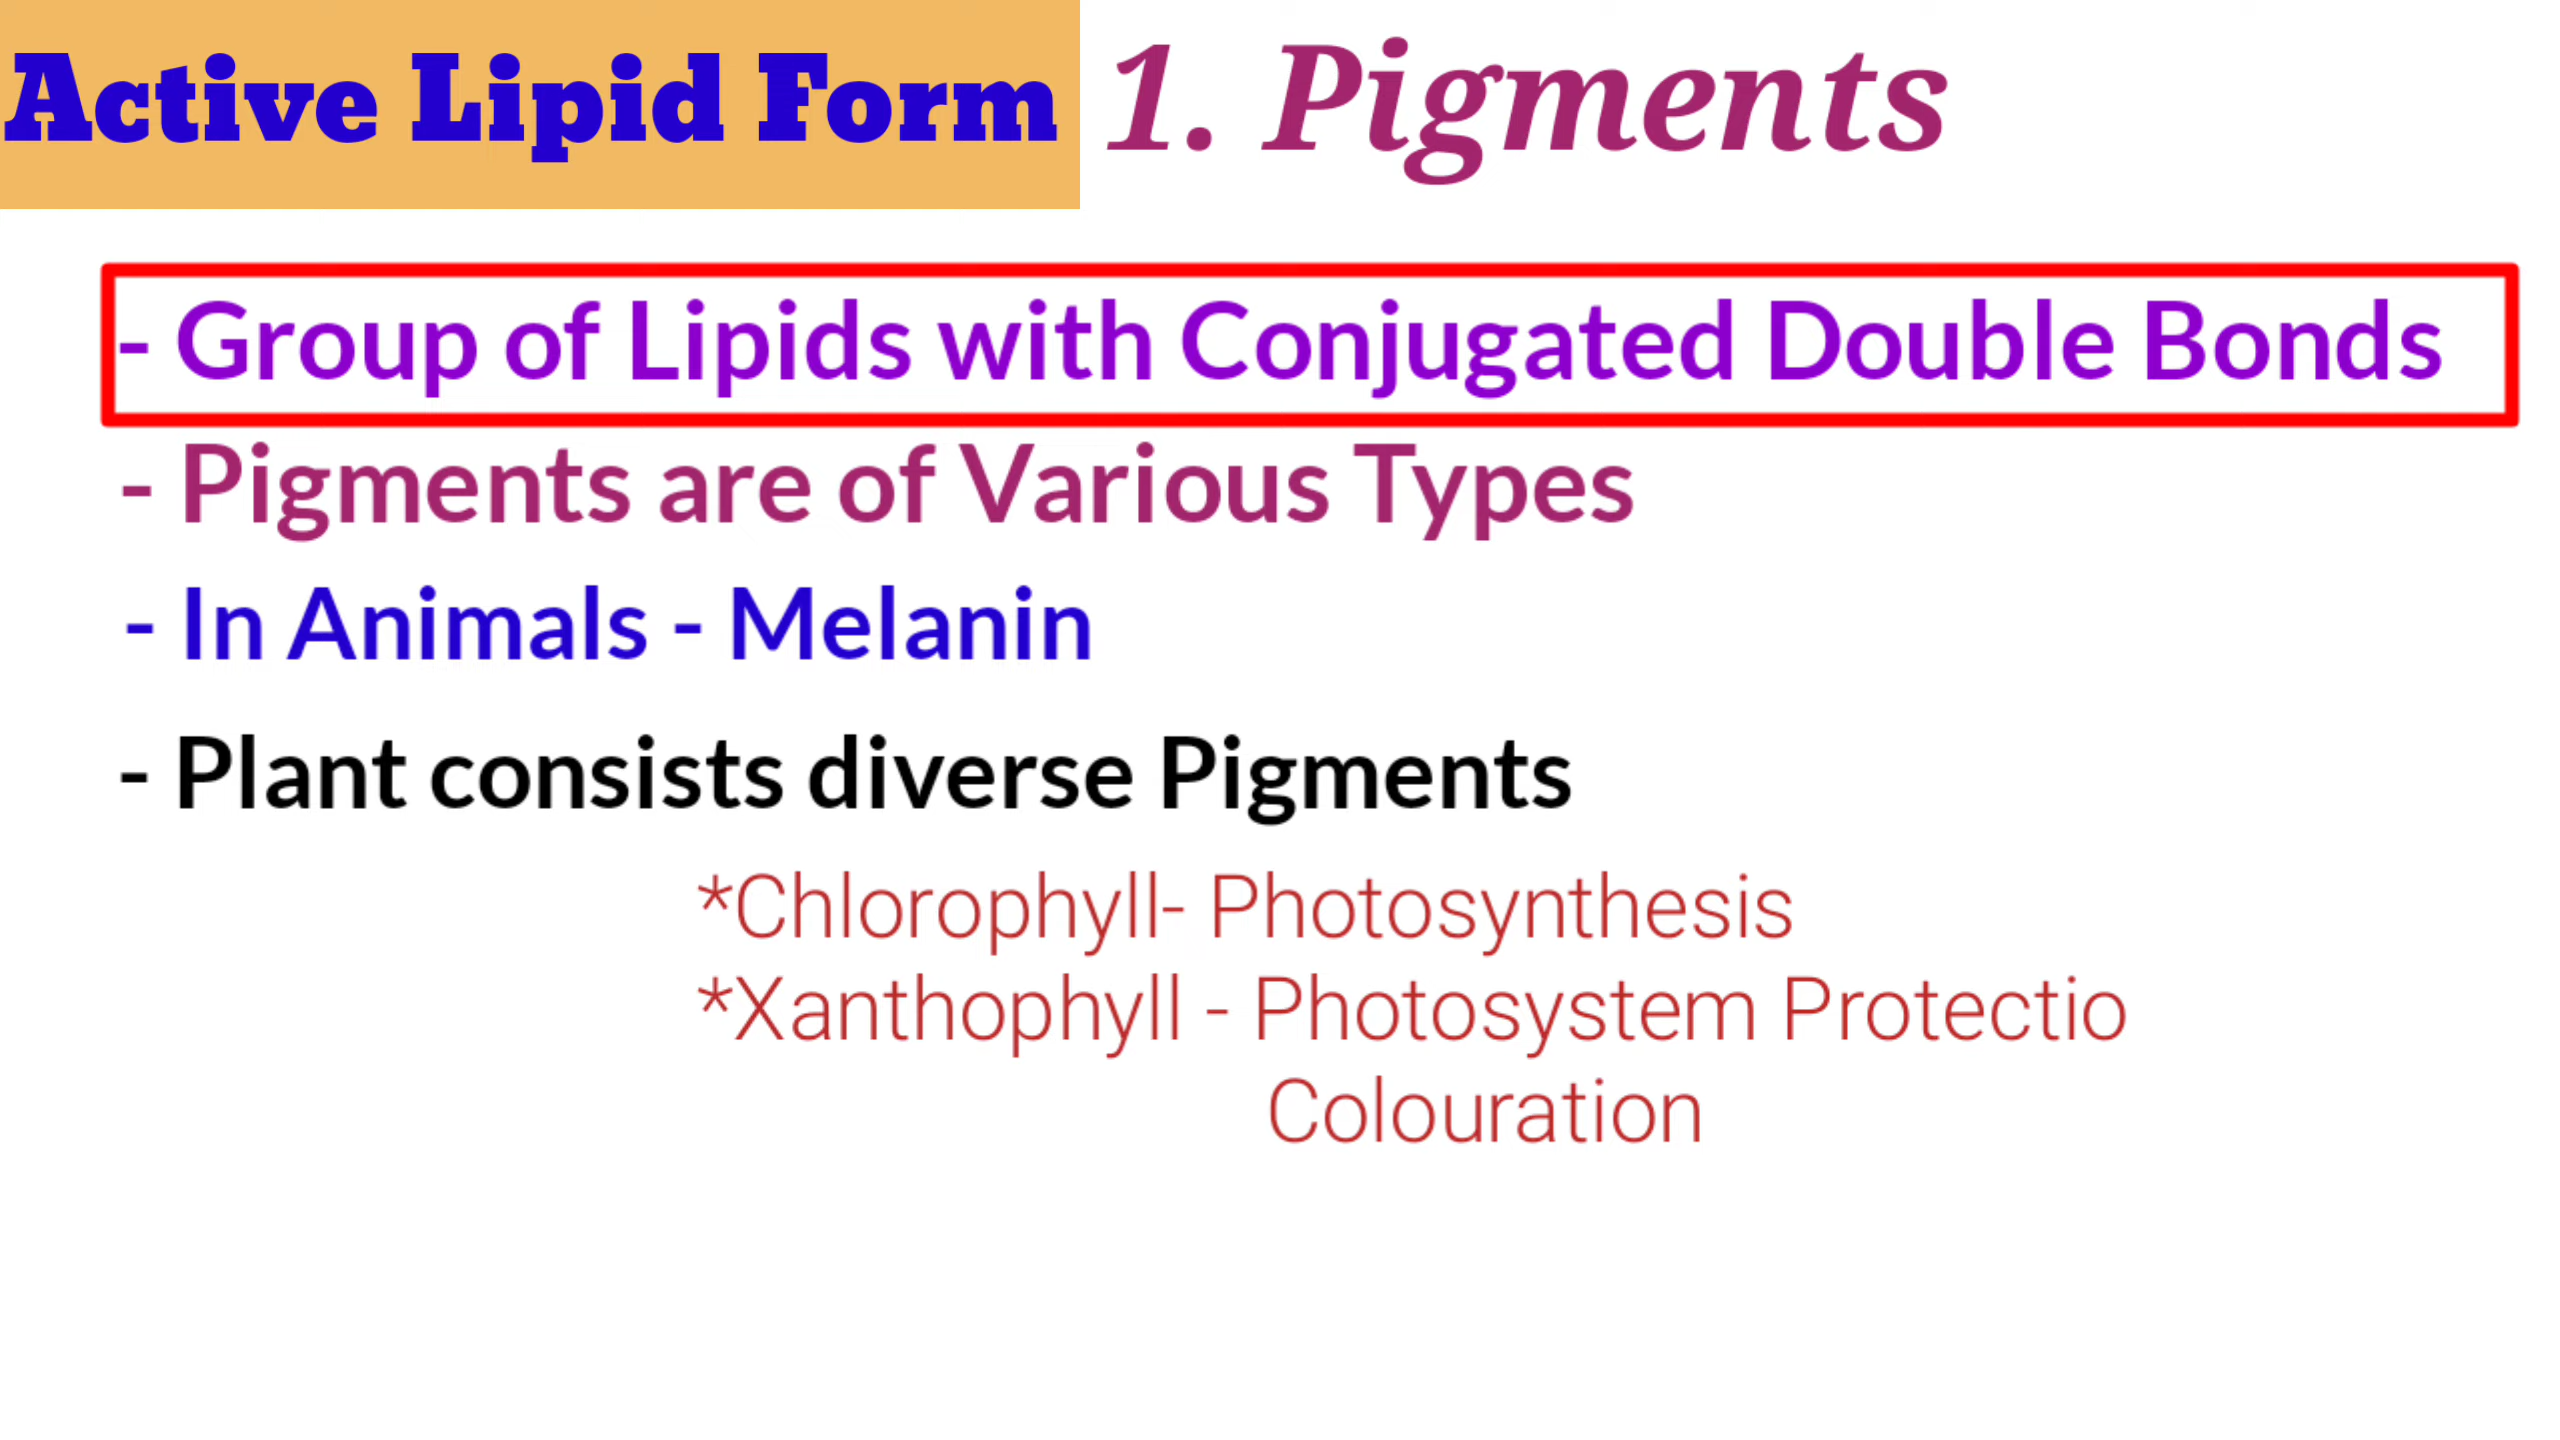 Active Lipid Form 1. Pigments
- Group of Lipids with Conjugated Double Bonds
- Pigments are of Various Types
- In Animals - Melanin
- Plant consists diverse Pigments
*Chlorophyll- Photosynthesis
*Xanthophyll - Photosystem Protectio
Colouration